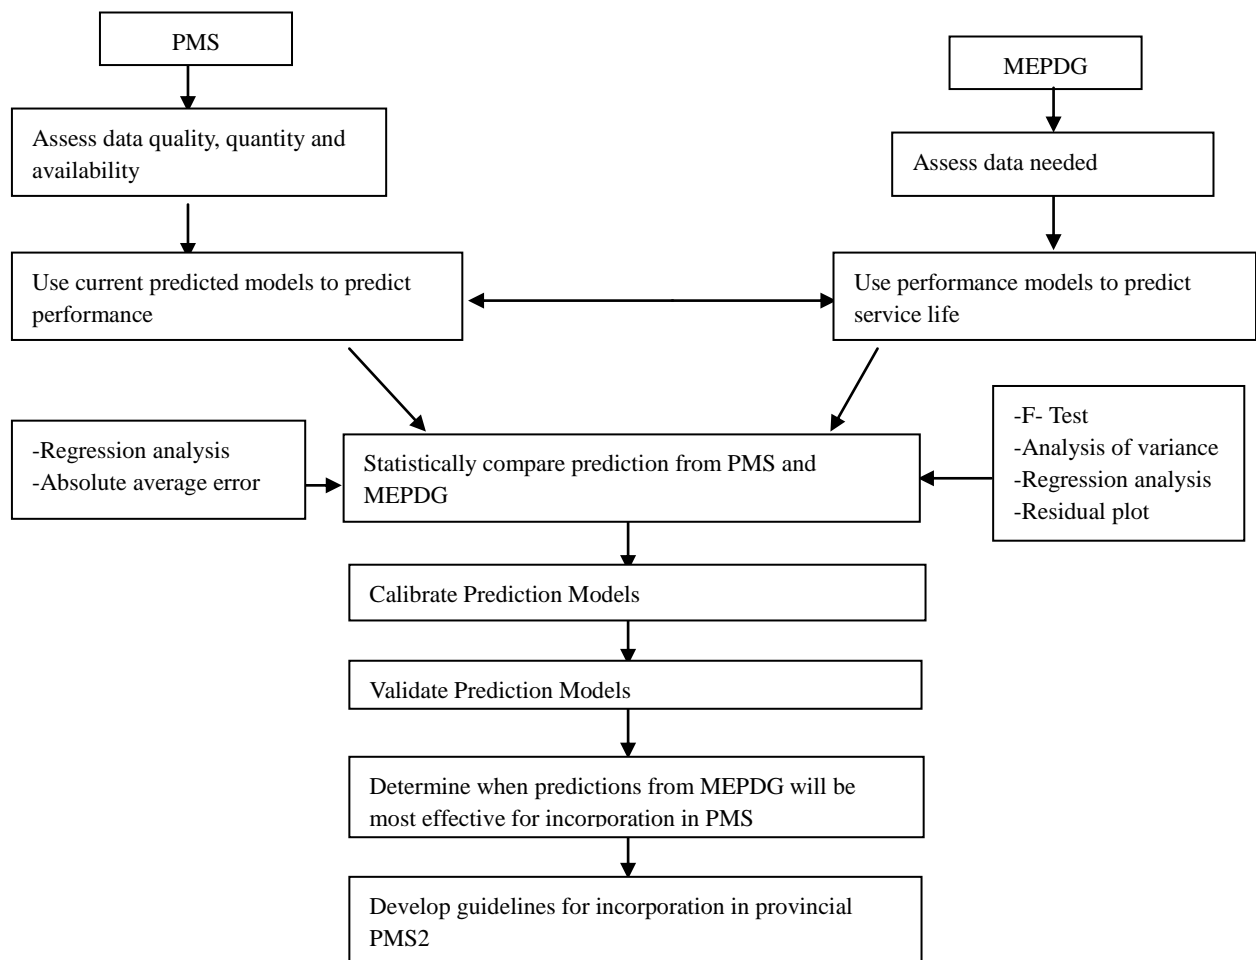 PMS
MEPDG
Assess data quality, quantity and
availability
Assess data needed
Use current predicted models to predict
performance
Use performance models to predict
service life
-Regression analysis
-Absolute average error
Statistically compare prediction from PMS and
MEPDG
-F- Test
-Analysis of variance
-Regression analysis
-Residual plot
Calibrate Prediction Models
Validate Prediction Models
Determine when predictions from MEPDG will be
most effective for incorporation in PMS
Develop guidelines for incorporation in provincial
PMS2